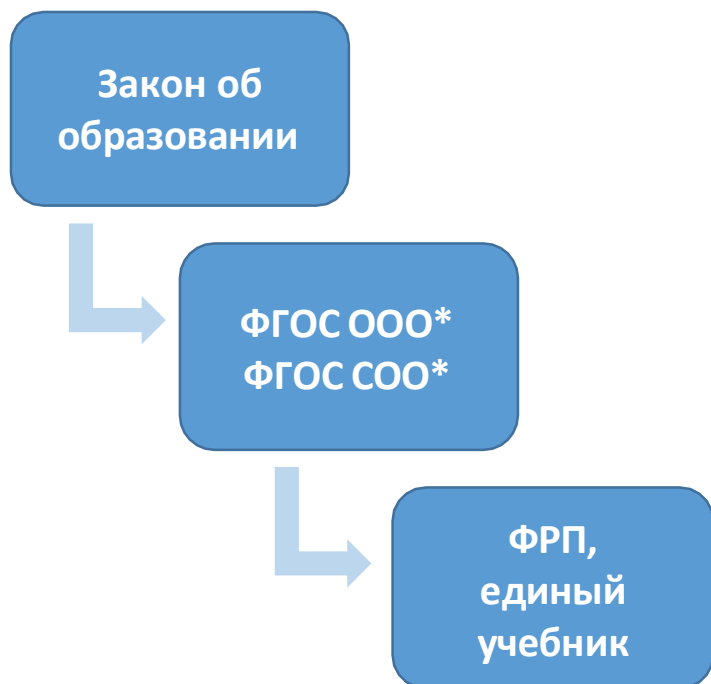 Закон об
образовании
ФГОС ООО*
ФГОС СОО*
ФРП,
единый
учебник